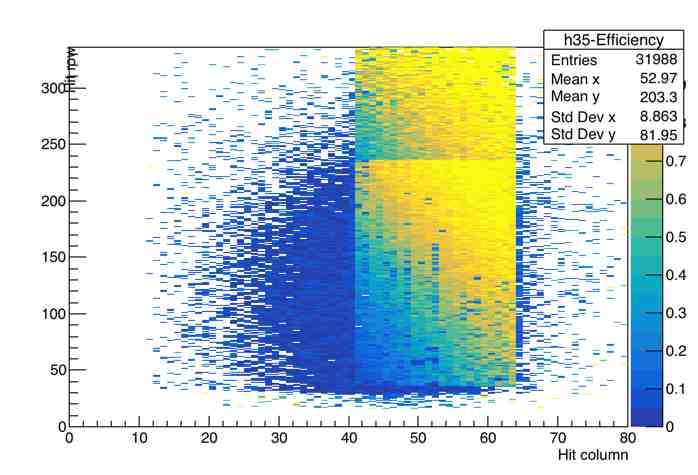 h35-Efficiency
Entries 31988
Mean x 52.97
Mean y 203.3
Std Dev x 8.863
Std Dev y 81.95
300
250
200
150
100
50
0
0 10 20 30 40 50 60 70 80
Hit column
0.7
0.6
0.5
0.4
0.3
0.2
0.1
0